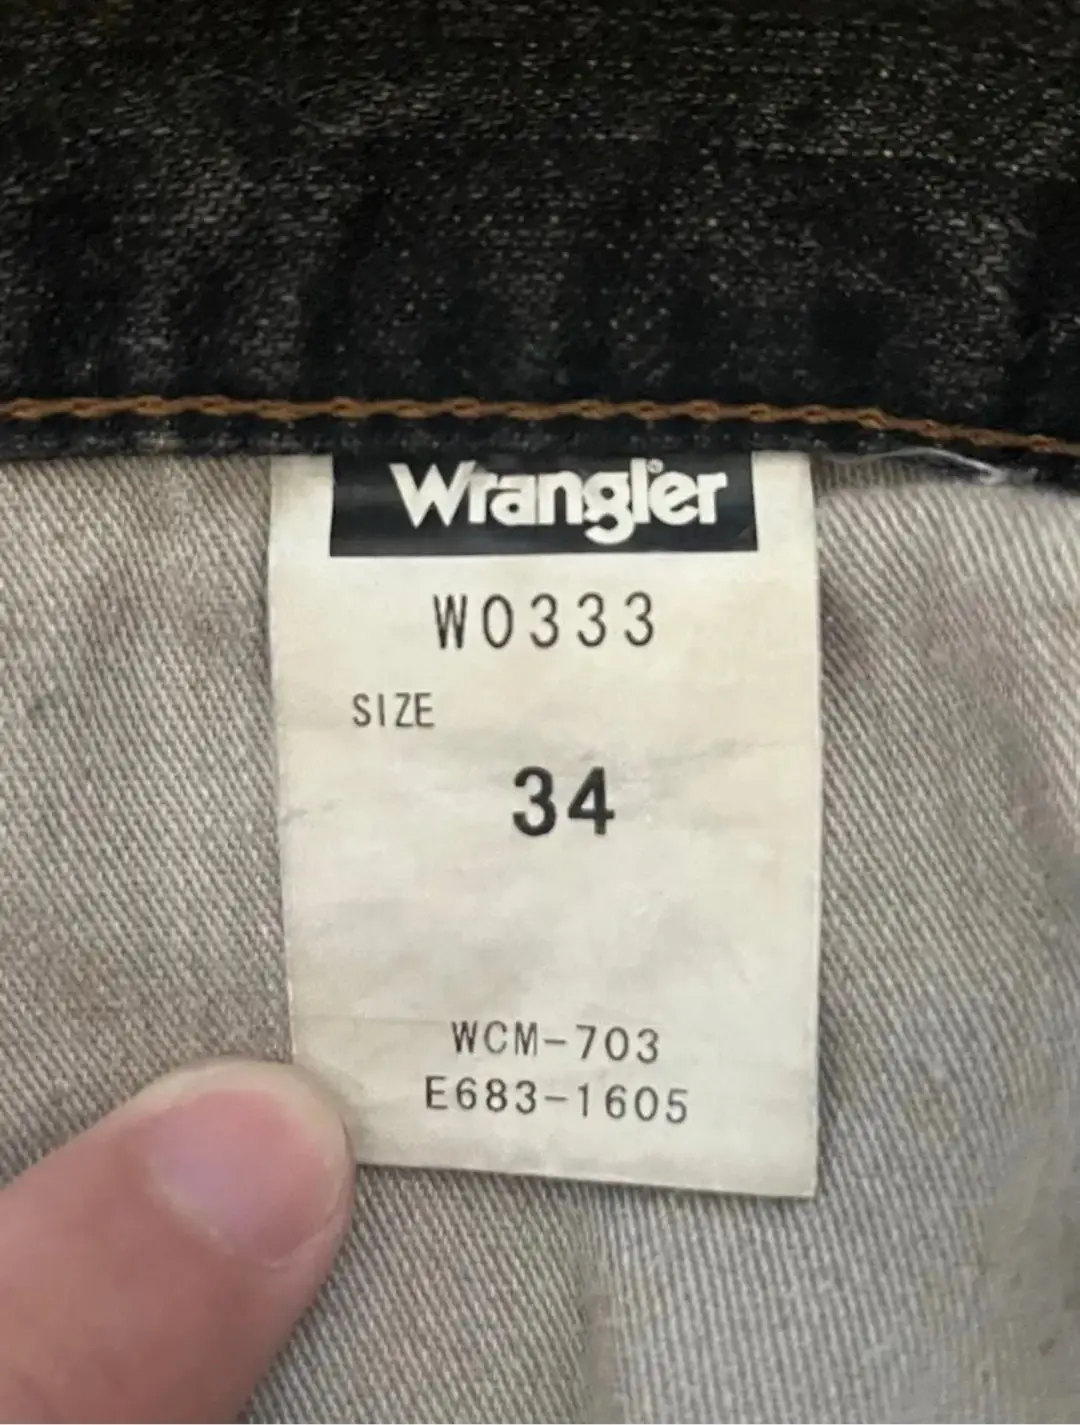 Wrangler®
W0333
SIZE
34
WCM-703
E683-1605